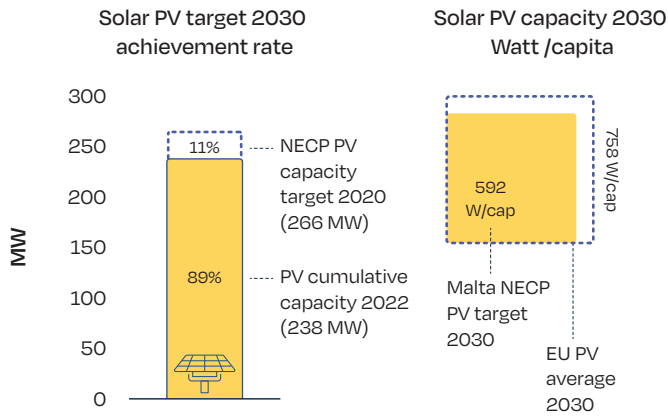 Solar PV target 2030
achievement rate
300
250
200
150
100
50
0
MW
11%
89%
NECP PV
capacity
target 2020
(266 MW)
PV cumulative
capacity 2022
(238 MW)
Solar PV capacity 2030
Watt /capita
592
W/cap
758 W/cap
Malta NECP
PV target
2030
EU PV
average
2030